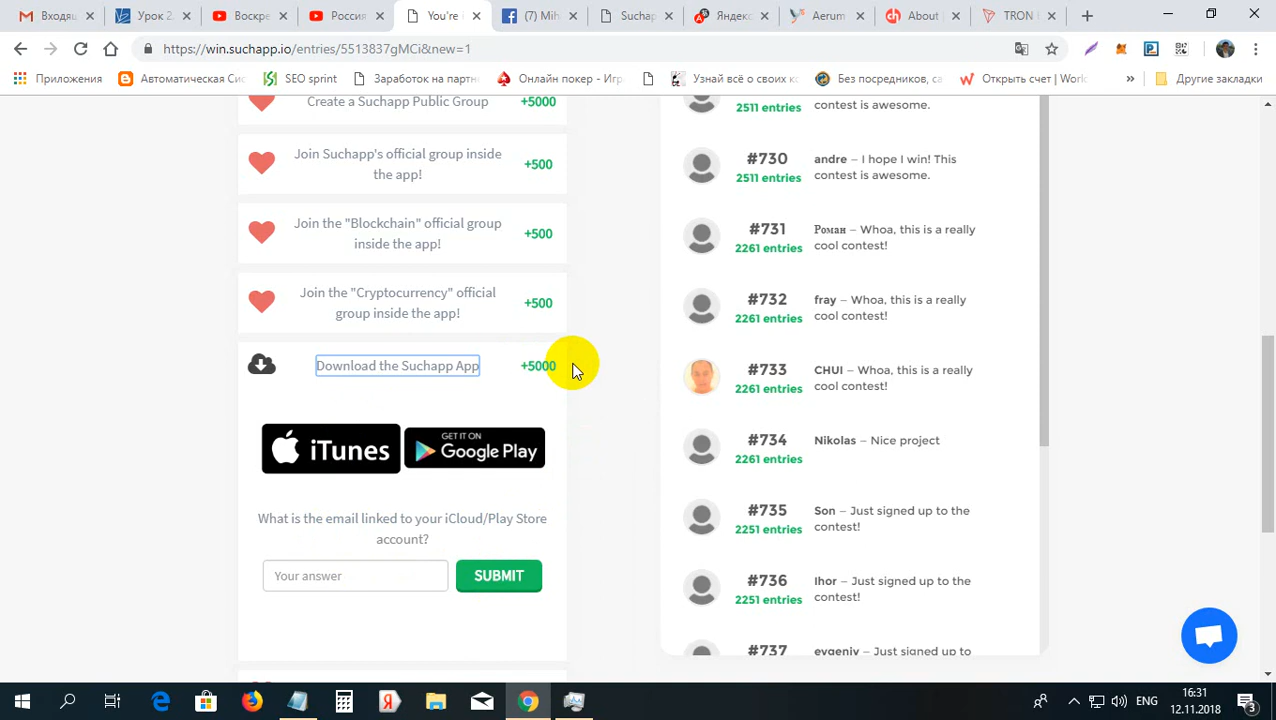 Входящ
Урок 2.
Воскре
Россия
You're
(7) Mih
Suchap
Яндекс
Aerum
About
TRON
https://win.suchapp.io/entries/5513837gMCi&new=1
Приложения
Автоматическая Си
SEO sprint
Заработок на партн
Онлайн покер - Игр
Узнай всё о своих к
Без посредников, са
Открыть счет | Worl
»
Другие закладки
Create a Suchapp Public Group
+5000
Join Suchapp's official group inside
the app!
+500
Join the "Blockchain" official group
inside the app!
+500
Join the "Cryptocurrency" official
group inside the app!
+500
Download the Suchapp App
+5000
iTunes
GET IT ON
Google Play
What is the email linked to your iCloud/Play Store
account?
Your answer
SUBMIT
2511 entries
contest is awesome.
#730
2511 entries
andre – I hope I win! This
contest is awesome.
#731
2261 entries
Роман – Whoa, this is a really
cool contest!
#732
2261 entries
fray – Whoa, this is a really
cool contest!
#733
2261 entries
CHUI – Whoa, this is a really
cool contest!
#734
2261 entries
Nikolas – Nice project
#735
2251 entries
Son – Just signed up to the
contest!
#736
2251 entries
Ihor – Just signed up to the
contest!
#737
evgeniy – Just signed up to
ENG
16:31
12.11.2018
3